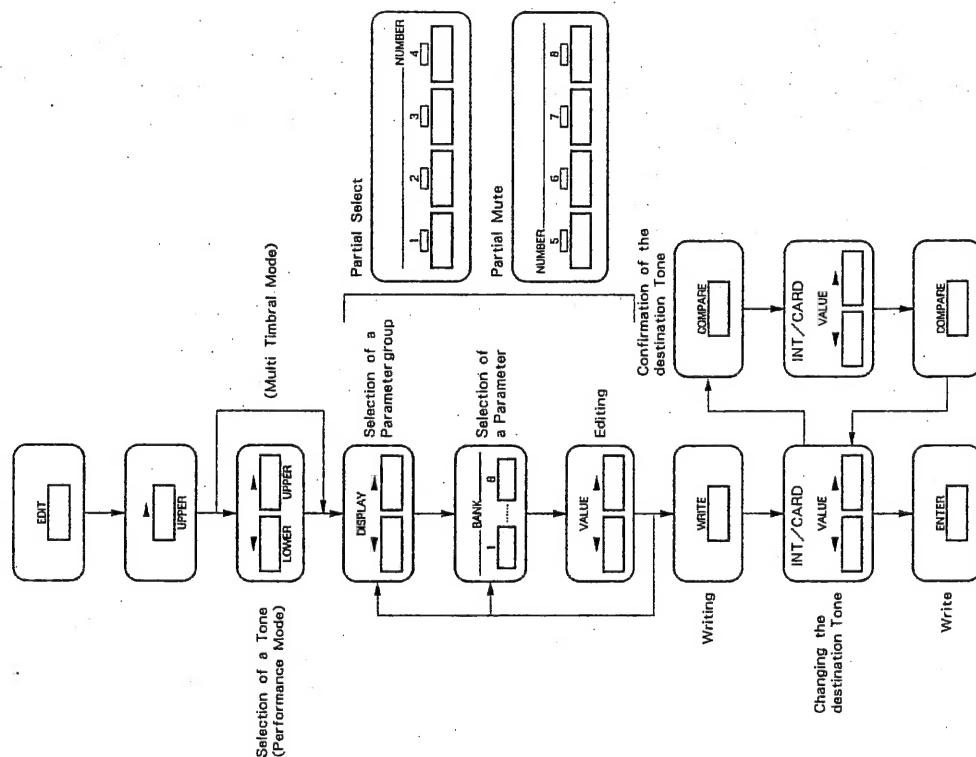 EDIT
UPPER
(Multi Timbral Mode)
LOWER UPPER
Selection of a Tone
(Performance Mode)
DISPLAY
Selection of a
Parameter group
BANK
1 ........ 8
Selection of
a Parameter
VALUE
Editing
Partial Select
NUMBER
1 2 3 4
Partial Mute
NUMBER
5 6 7 8
WRITE
Writing
INT/CARD
VALUE
Changing the
destination Tone
Confirmation of the
destination Tone
COMPARE
INT/CARD
VALUE
COMPARE
ENTER
Write